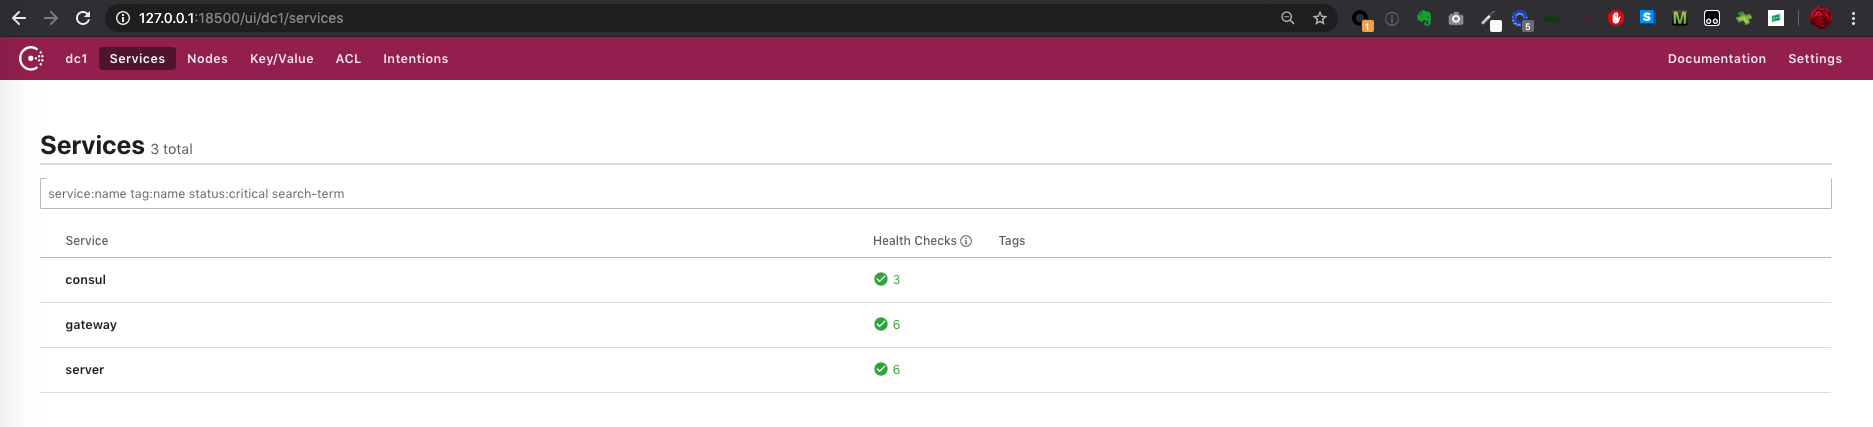 127.0.0.1:18500/ui/dc1/services
1
5
dc1 Services Nodes Key/Value ACL Intentions Documentation Settings
Services 3 total
service:name tag:name status:critical search-term
Service Health Checks Tags
consul 3
gateway 6
server 6